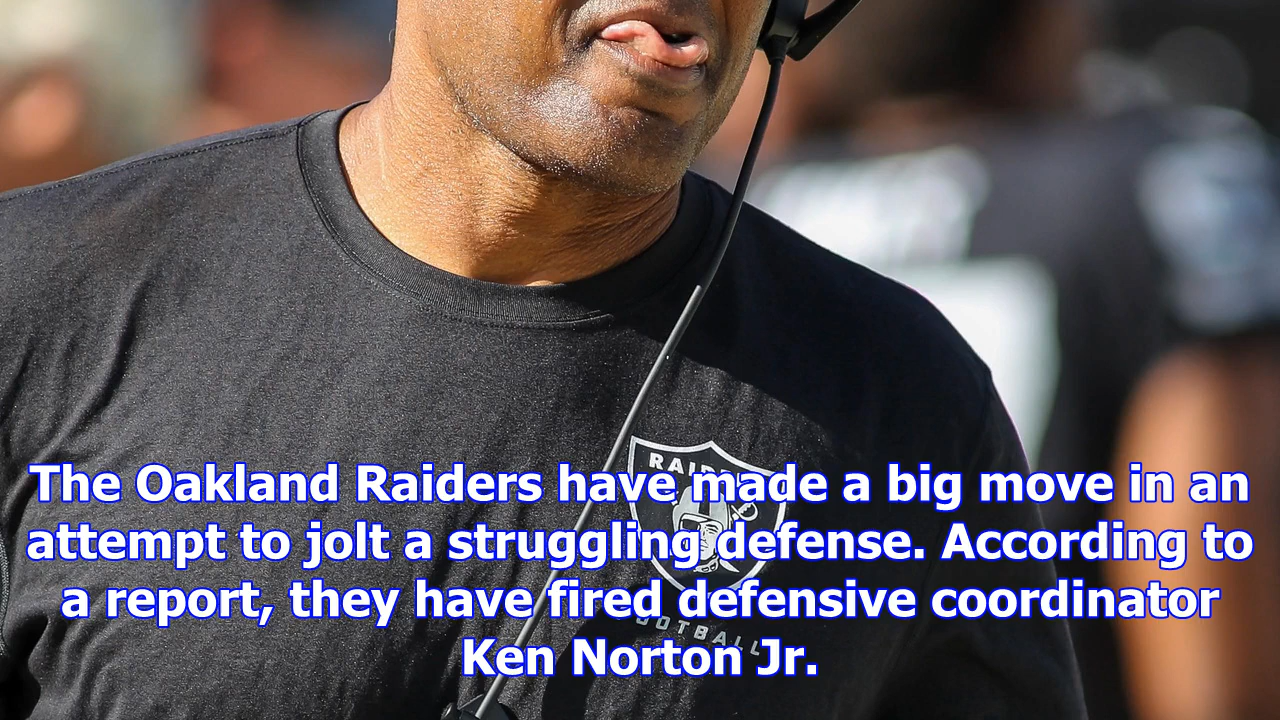 The Oakland Raiders have made a big move in an
attempt to jolt a struggling defense. According to
a report, they have fired defensive coordinator
Ken Norton Jr.